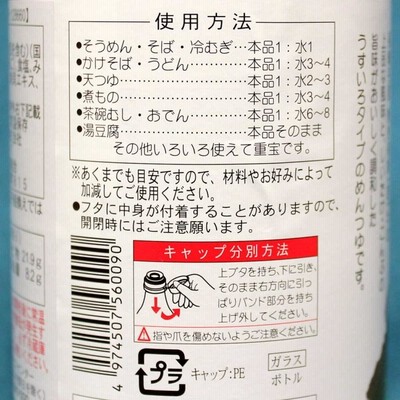 使用方法
●そうめん・そば・冷むぎ…本品1:水1
●かけそば・うどん………本品1:水3~4
●天つゆ……………………本品1:水2~3
●煮もの……………………本品1:水3~4
●茶碗むし・おでん………本品1:水6~8
●湯豆腐……………………本品そのまま
その他いろいろ使えて重宝です。
※あくまでも目安ですので、材料やお好みによって
加減してご使用ください。
●フタに中身が付着することがありますので、
開閉時にはご注意願います。
キャップ分別方法
上ブタを持ち、下に引き、
そのまま右方向に引っ
ぱりバンド部分を持ち
上げ外してください。
指や爪を傷めないようご注意ください。
4 974507 560090
プラ
キャップ:PE
ガラス
ボトル
うすいろタイプのめんつゆです。